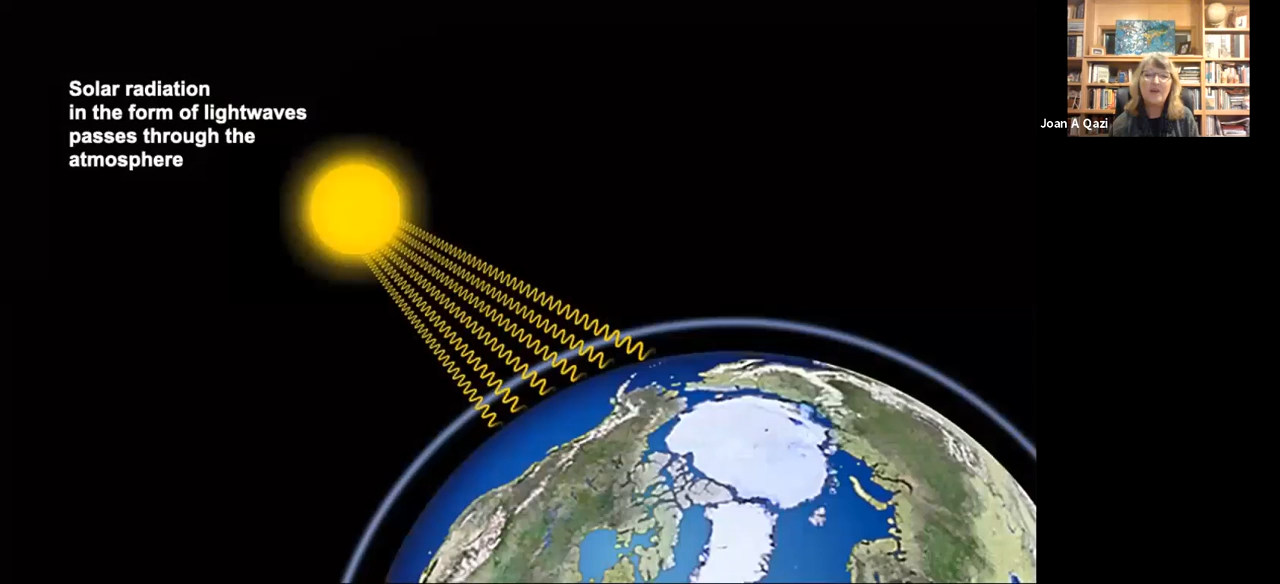 Solar radiation
in the form of lightwaves
passes through the
atmosphere
Joan A Qazi